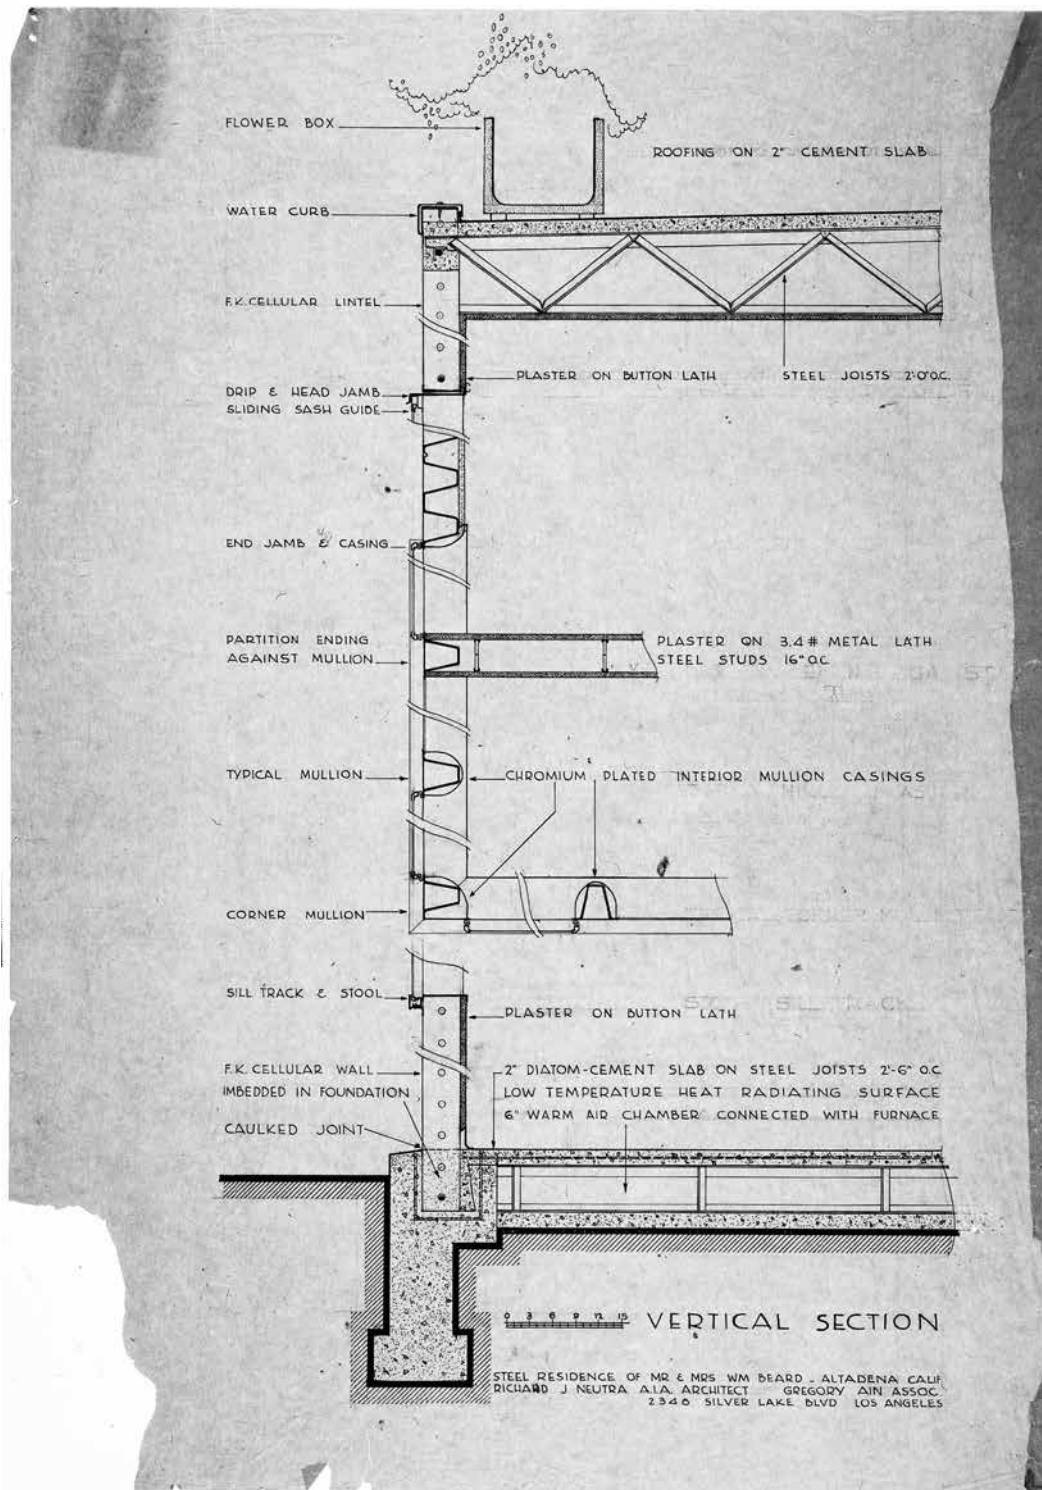 FLOWER BOX
ROOFING ON 2" CEMENT SLAB
WATER CURB
F.K. CELLULAR LINTEL
PLASTER ON BUTTON LATH
STEEL JOISTS 2'-0" O.C.
DRIP & HEAD JAMB
SLIDING SASH GUIDE
END JAMB & CASING
PARTITION ENDING
AGAINST MULLION
PLASTER ON 3.4 # METAL LATH
STEEL STUDS 16" O.C.
TYPICAL MULLION
CHROMIUM PLATED INTERIOR MULLION CASINGS
CORNER MULLION
SILL TRACK & STOOL
PLASTER ON BUTTON LATH
F.K. CELLULAR WALL
IMBEDDED IN FOUNDATION
CAULKED JOINT
2" DIATOM-CEMENT SLAB ON STEEL JOISTS 2'-6" O.C.
LOW TEMPERATURE HEAT RADIATING SURFACE
6" WARM AIR CHAMBER CONNECTED WITH FURNACE
0 3 6 9 12 15
VERTICAL SECTION
STEEL RESIDENCE OF MR & MRS WM BEARD - ALTADENA CALIF.
RICHARD J NEUTRA A.I.A. ARCHITECT GREGORY AIN ASSOC.
SILVER LAKE BLVD LOS ANGELES